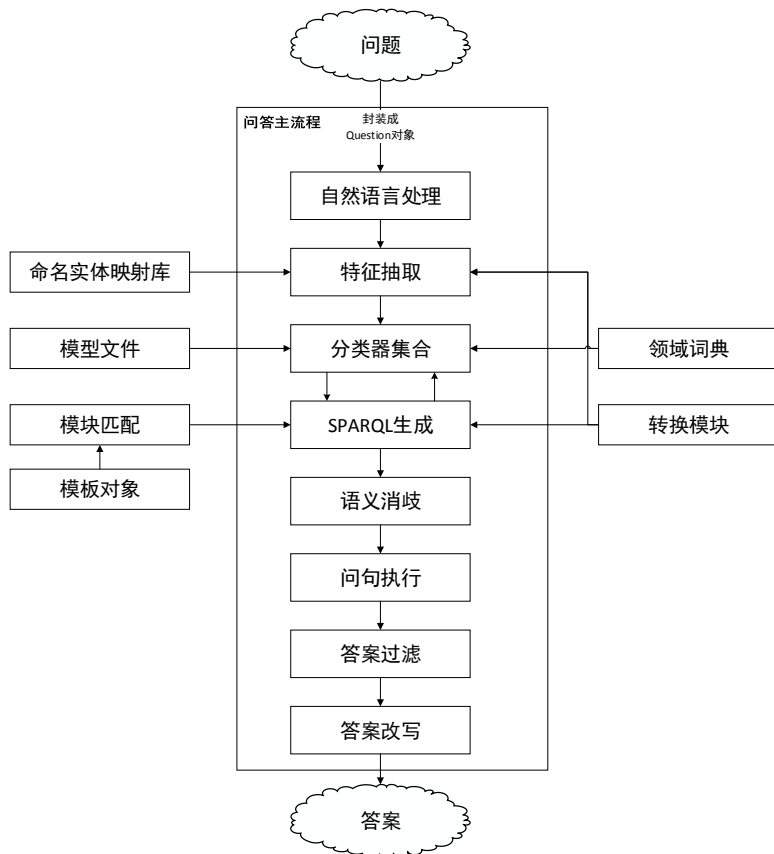 问题
问答主流程
封装成
Question对象
自然语言处理
命名实体映射库
特征抽取
模型文件
分类器集合
领域词典
模块匹配
SPARQL生成
转换模块
模板对象
语义消歧
问句执行
答案过滤
答案改写
答案